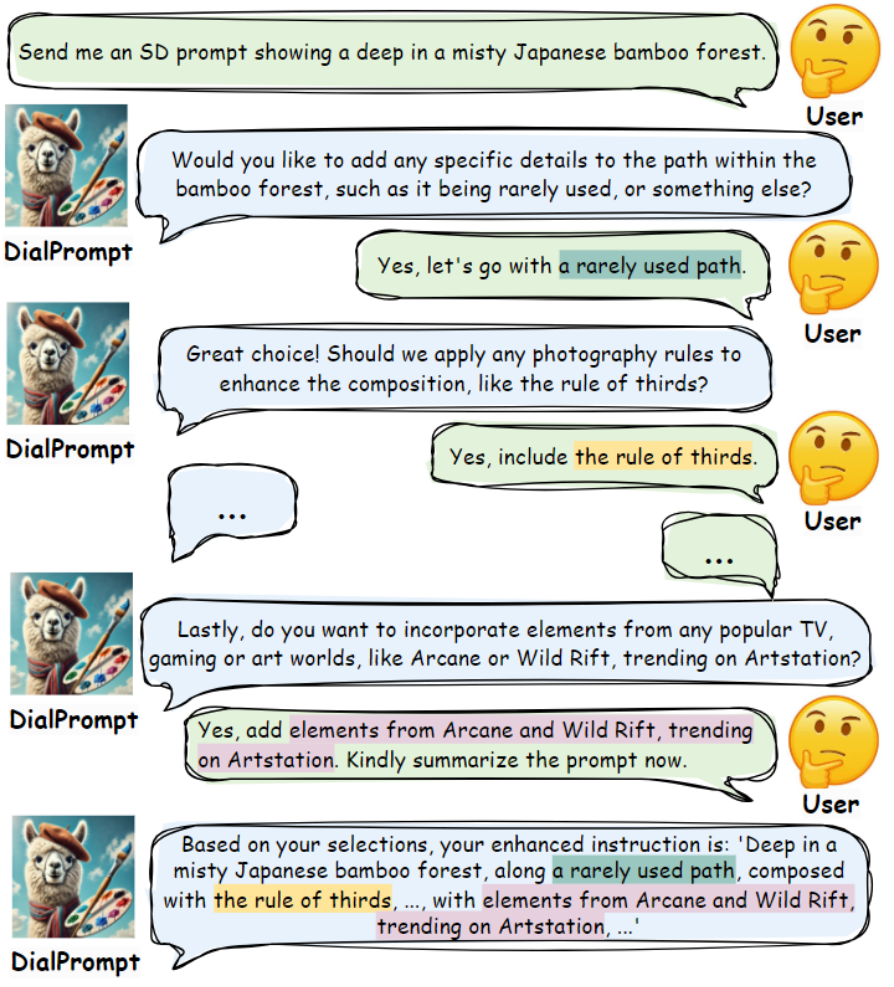 Send me an SD prompt showing a deep in a misty Japanese bamboo forest.
User
Would you like to add any specific details to the path within the
bamboo forest, such as it being rarely used, or something else?
DialPrompt
Yes, let's go with a rarely used path.
User
Great choice! Should we apply any photography rules to
enhance the composition, like the rule of thirds?
DialPrompt
Yes, include the rule of thirds.
User
...
...
Lastly, do you want to incorporate elements from any popular TV,
gaming or art worlds, like Arcane or Wild Rift, trending on Artstation?
DialPrompt
Yes, add elements from Arcane and Wild Rift, trending
on Artstation. Kindly summarize the prompt now.
User
Based on your selections, your enhanced instruction is: 'Deep in a
misty Japanese bamboo forest, along a rarely used path, composed
with the rule of thirds, ..., with elements from Arcane and Wild Rift,
trending on Artstation, ...'
DialPrompt